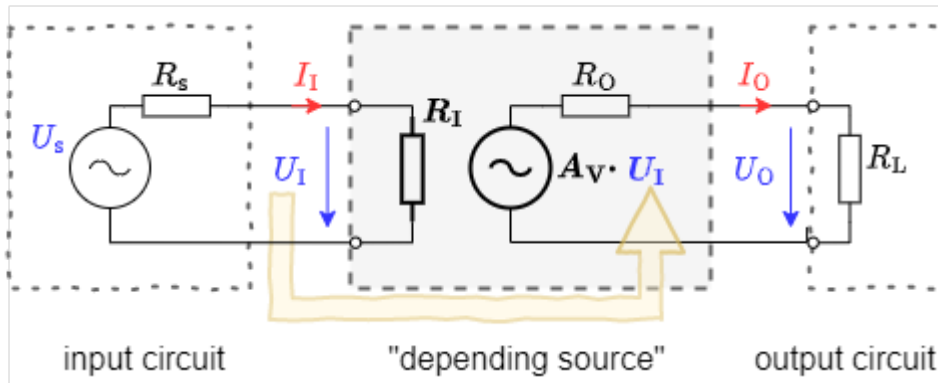 R_s I_I R_O I_O
R_I
U_s U_I A_V· U_I U_O R_L
input circuit "depending source" output circuit